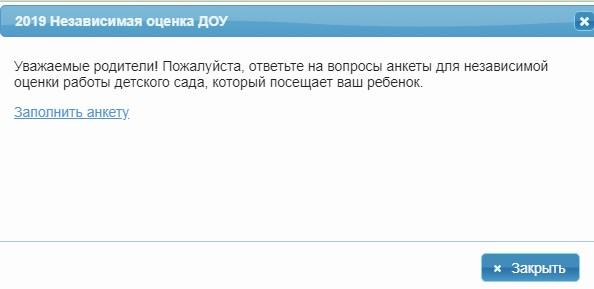 2019 Независимая оценка ДОУ
Уважаемые родители! Пожалуйста, ответьте на вопросы анкеты для независимой
оценки работы детского сада, который посещает ваш ребенок.
Заполнить анкету
Закрыть